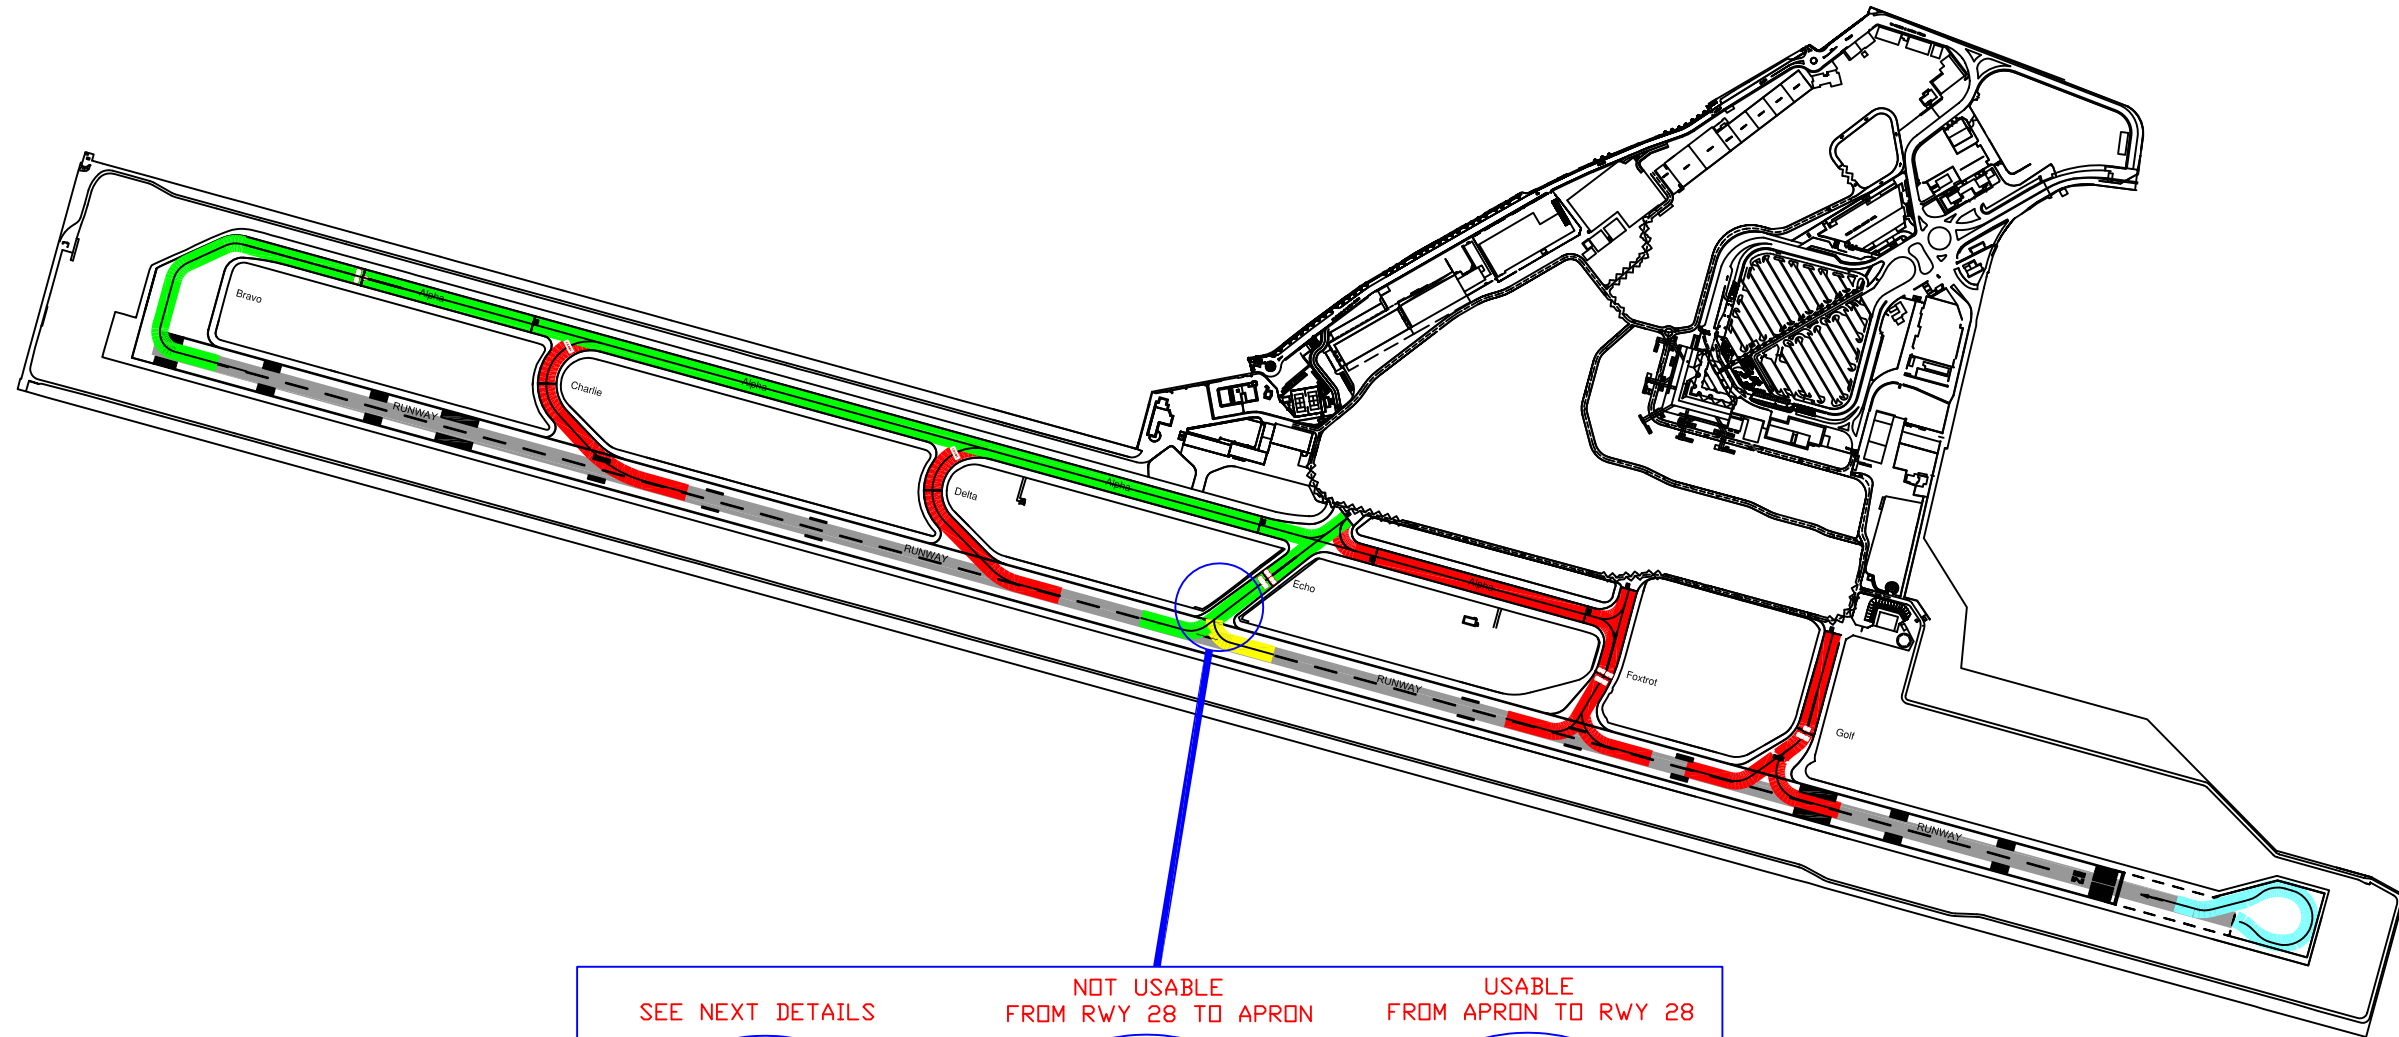 Bravo
Alpha
Charlie
Alpha
RUNWAY
Delta
Alpha
RUNWAY
Echo
Alpha
RUNWAY
Foxtrot
Golf
RUNWAY
28
SEE NEXT DETAILS
NOT USABLE
FROM RWY 28 TO APRON
USABLE
FROM APRON TO RWY 28